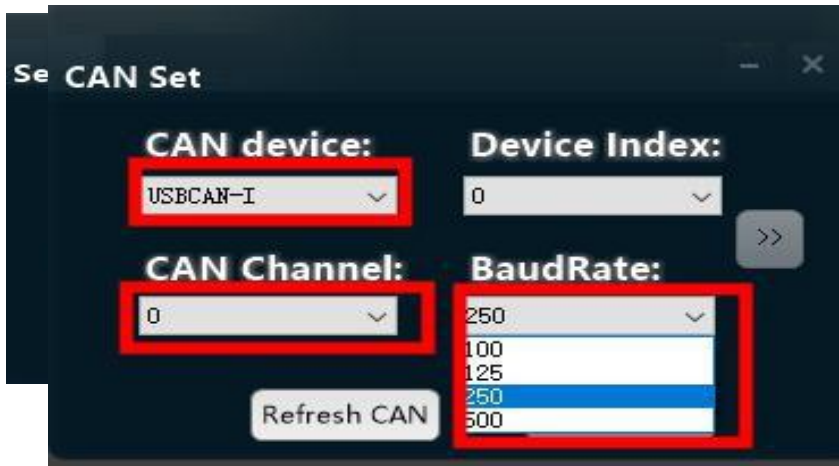 Se
CAN Set
CAN device:
Device Index:
USBCAN-I
0
>>
CAN Channel:
BaudRate:
0
250
100
125
250
500
Refresh CAN